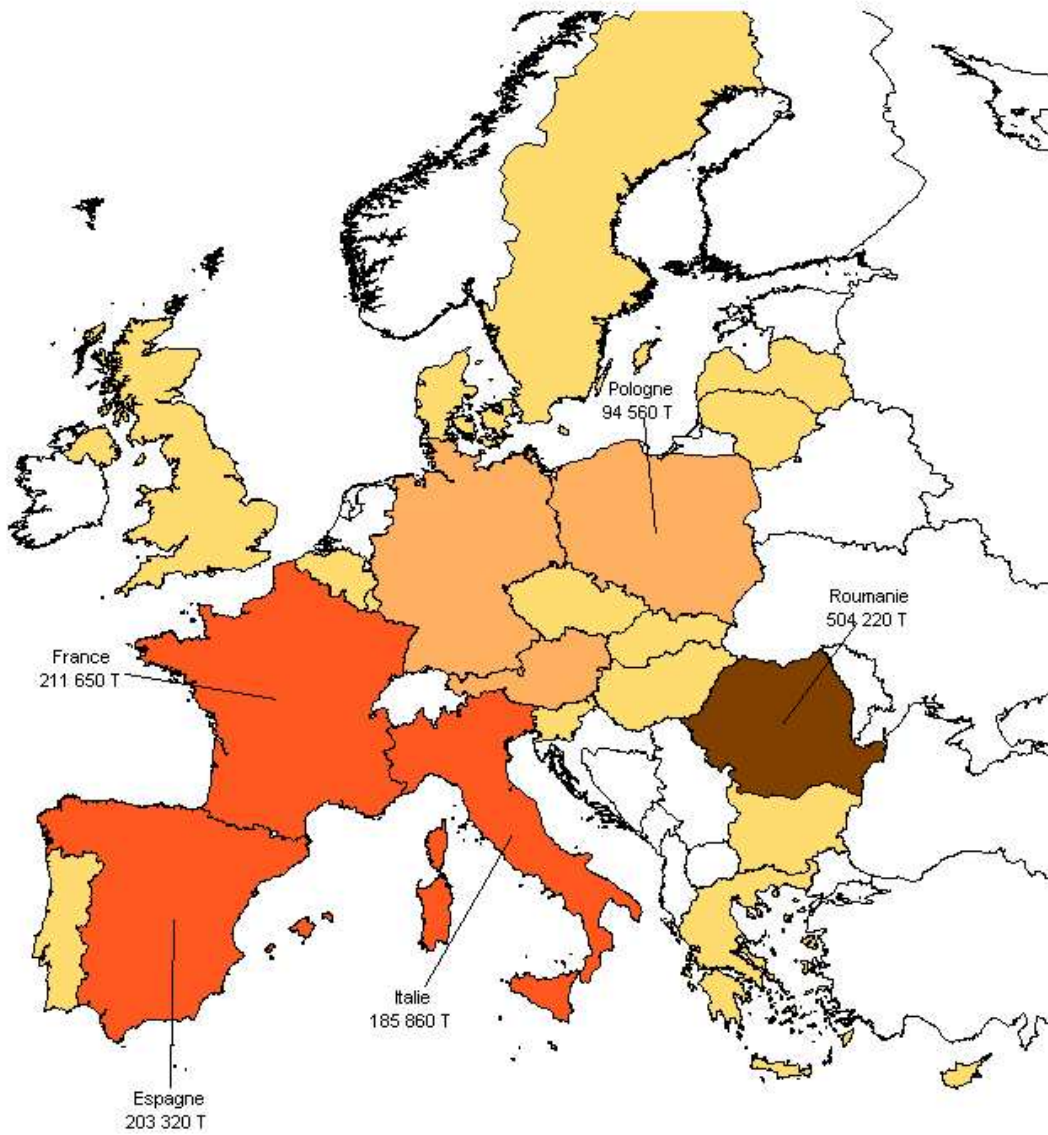 Pologne
94 560 T
Roumanie
504 220 T
France
211 650 T
Italie
185 860 T
Espagne
203 320 T